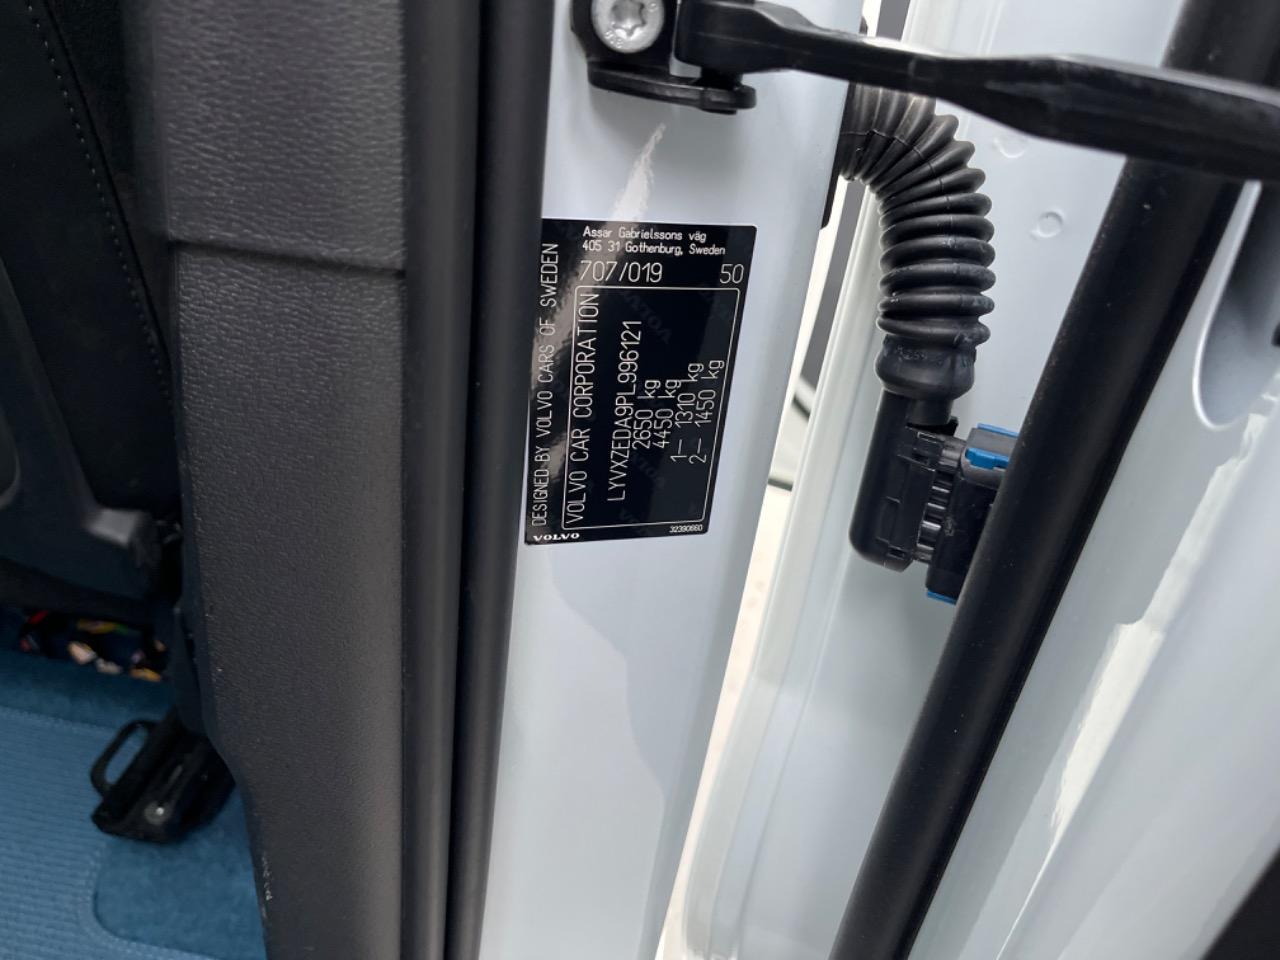 Assar Gabrielssons väg
405 31 Gothenburg, Sweden
707/019 50
DESIGNED BY VOLVO CARS OF SWEDEN
VOLVO CAR CORPORATION
LYVXZEDA9PL996121
2650 kg
4450 kg
1– 1310 kg
2– 1450 kg
32390660
VOLVO